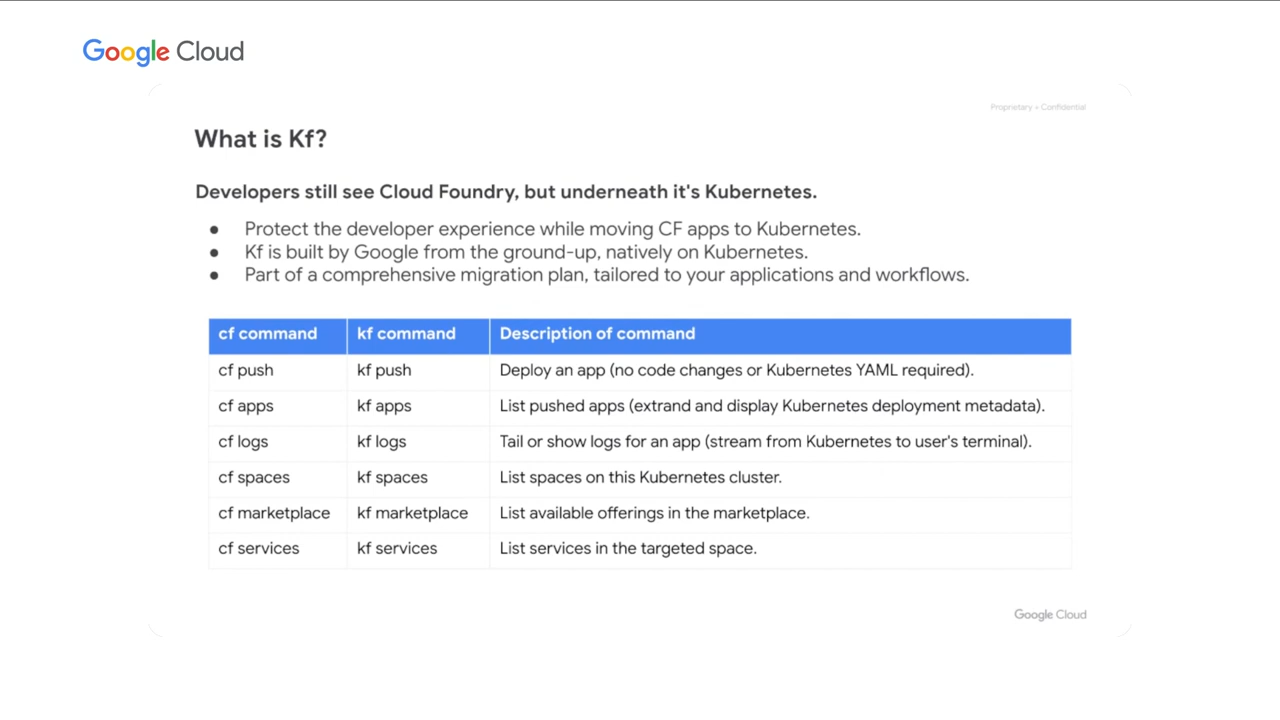 Google Cloud
Proprietary + Confidential
What is Kf?
Developers still see Cloud Foundry, but underneath it's Kubernetes.
● Protect the developer experience while moving CF apps to Kubernetes.
● Kf is built by Google from the ground-up, natively on Kubernetes.
● Part of a comprehensive migration plan, tailored to your applications and workflows.
cf command kf command Description of command
cf push kf push Deploy an app (no code changes or Kubernetes YAML required).
cf apps kf apps List pushed apps (extrand and display Kubernetes deployment metadata).
cf logs kf logs Tail or show logs for an app (stream from Kubernetes to user's terminal).
cf spaces kf spaces List spaces on this Kubernetes cluster.
cf marketplace kf marketplace List available offerings in the marketplace.
cf services kf services List services in the targeted space.
Google Cloud